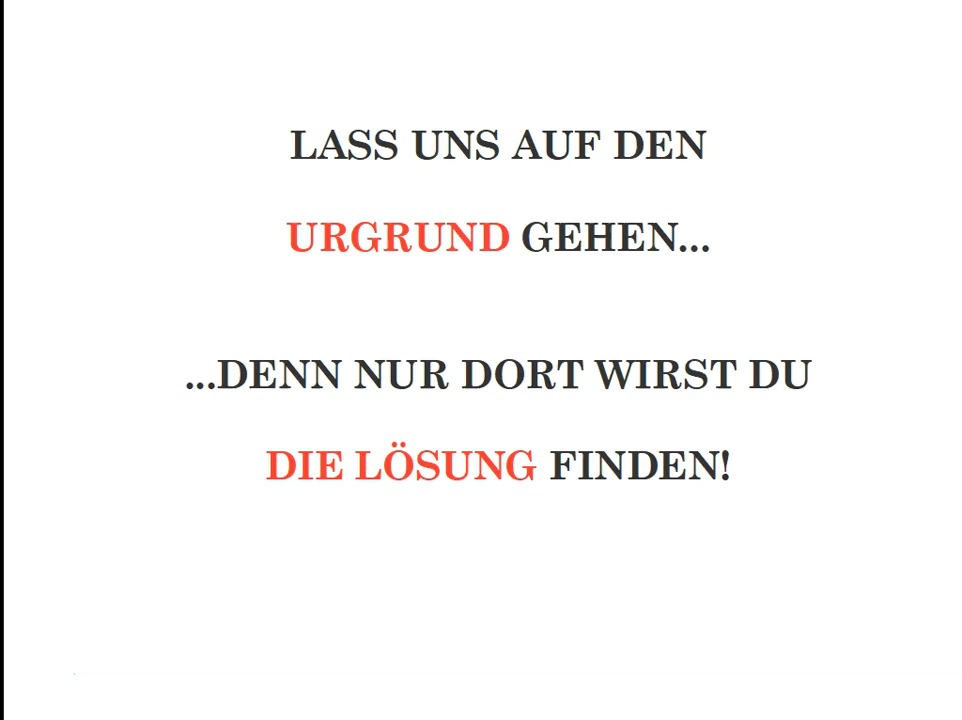 LASS UNS AUF DEN
URGRUND GEHEN...
...DENN NUR DORT WIRST DU
DIE LÖSUNG FINDEN!